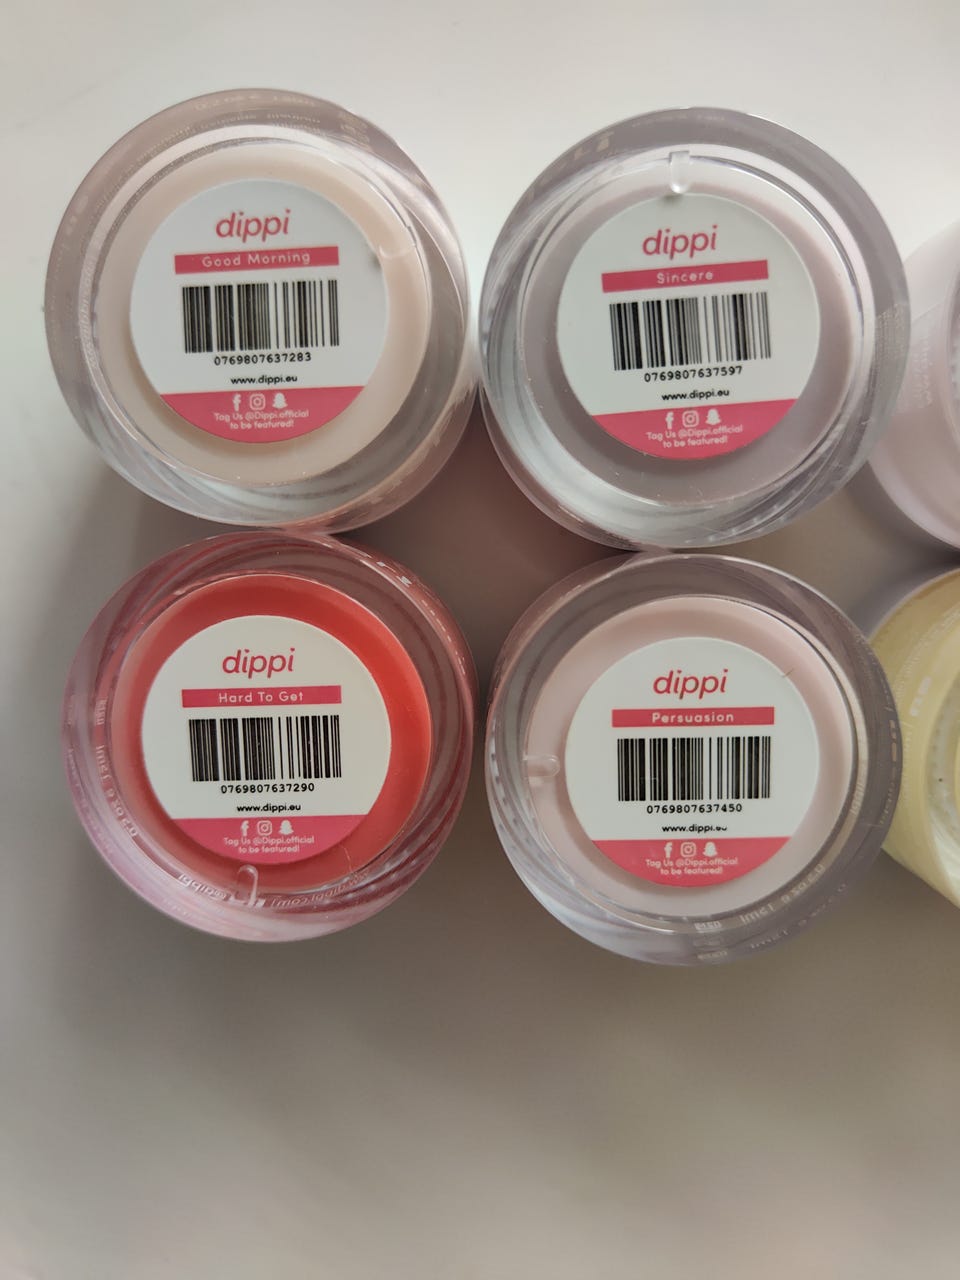 dippi
Good Morning
0769807637283
www.dippi.eu
Tag Us @Dippi.official
to be featured!
dippi
Sincere
0769807637597
www.dippi.eu
Tag Us @Dippi.official
to be featured!
dippi
Hard To Get
0769807637290
www.dippi.eu
Tag Us @Dippi.official
to be featured!
dippi
Persuasion
0769807637450
www.dippi.eu
Tag Us @Dippi.official
to be featured!